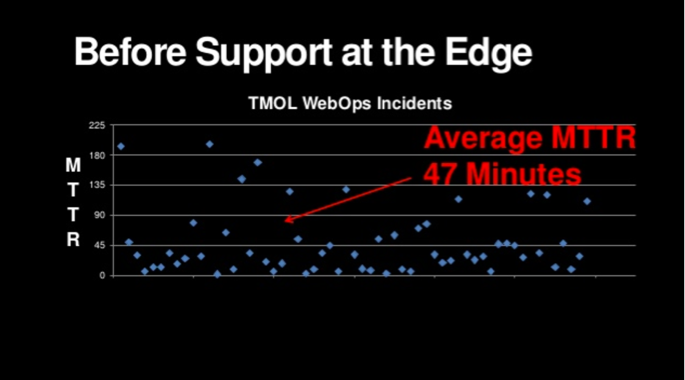 Before Support at the Edge
TMOL WebOps Incidents
Average MTTR
47 Minutes
M
T
T
R
225
180
135
90
45
0